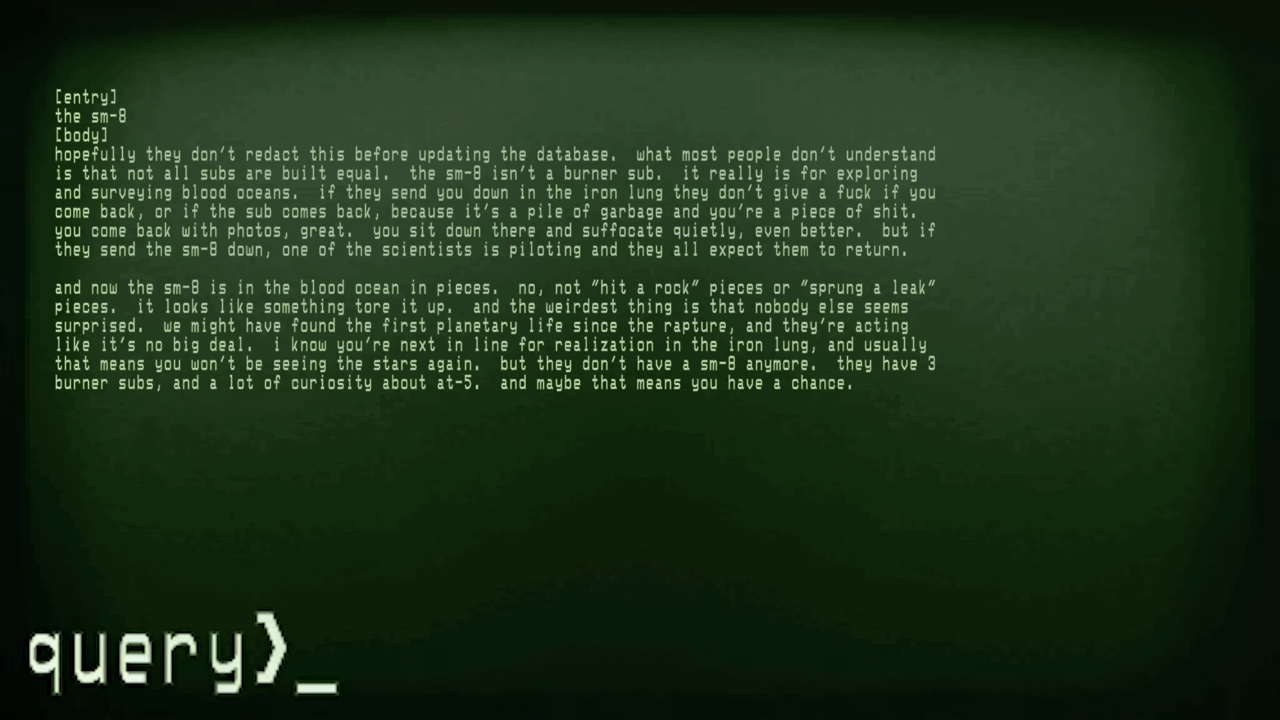 [entry]
the sm-8
[body]
hopefully they don't redact this before updating the database.  what most people don't understand
is that not all subs are built equal.  the sm-8 isn't a burner sub.  it really is for exploring
and surveying blood oceans.  if they send you down in the iron lung they don't give a fuck if you
come back, or if the sub comes back, because it's a pile of garbage and you're a piece of shit.
you come back with photos, great.  you sit down there and suffocate quietly, even better.  but if
they send the sm-8 down, one of the scientists is piloting and they all expect them to return.
and now the sm-8 is in the blood ocean in pieces.  no, not "hit a rock" pieces or "sprung a leak"
pieces.  it looks like something tore it up.  and the weirdest thing is that nobody else seems
surprised.  we might have found the first planetary life since the rapture, and they're acting
like it's no big deal.  i know you're next in line for realization in the iron lung, and usually
that means you won't be seeing the stars again.  but they don't have a sm-8 anymore.  they have 3
burner subs, and a lot of curiosity about at-5.  and maybe that means you have a chance.
query>_